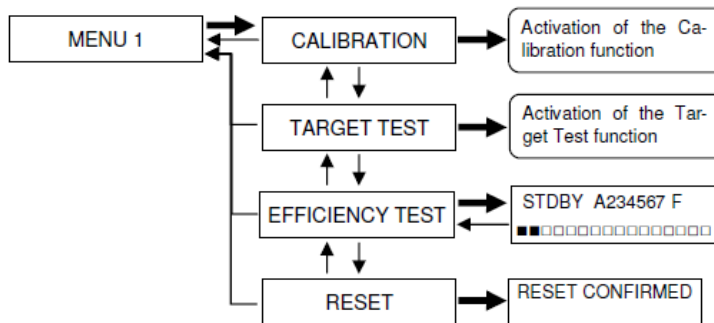 MENU 1
CALIBRATION
Activation of the Ca-
libration function
TARGET TEST
Activation of the Tar-
get Test function
EFFICIENCY TEST
STDBY A234567 F
■■□□□□□□□□□□□□□□
RESET
RESET CONFIRMED